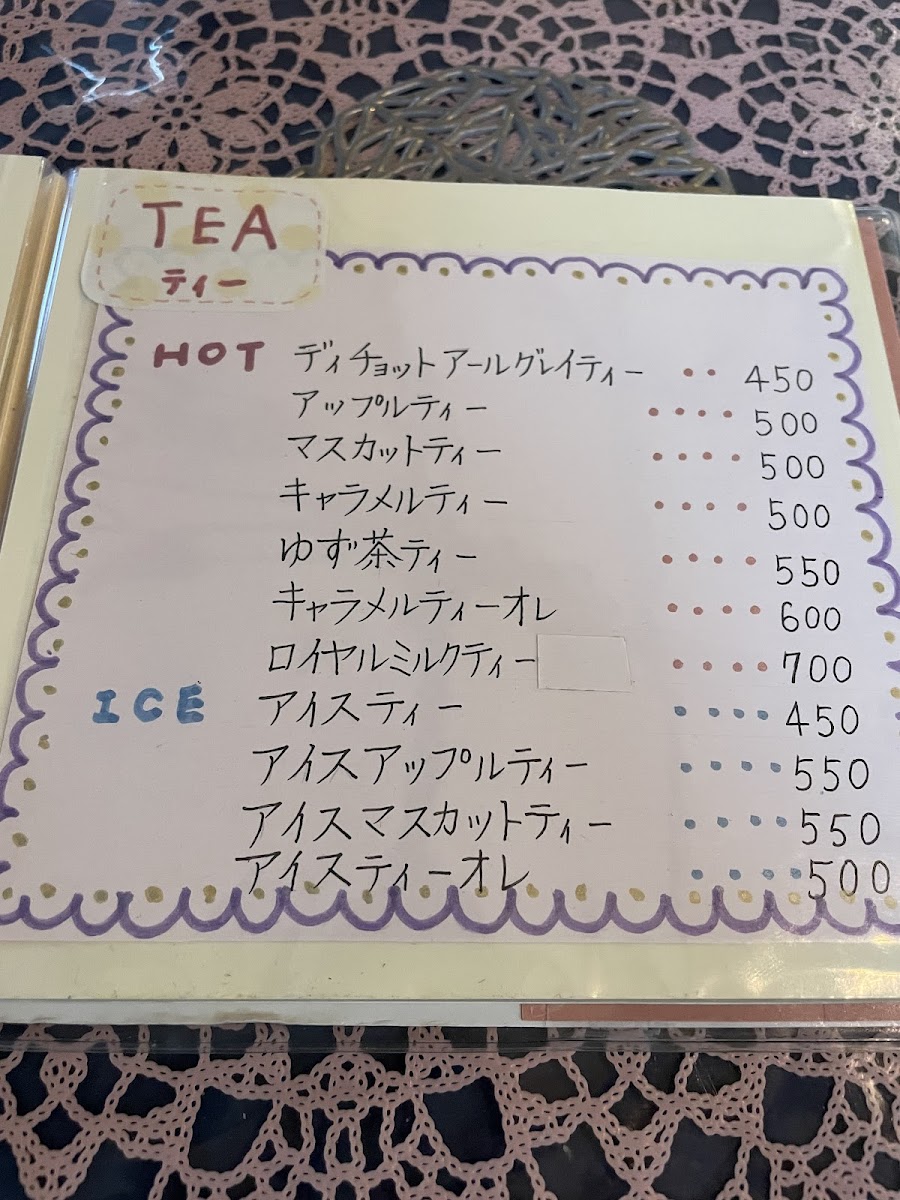 TEA
ティー
HOT ディチョットアールグレイティー •• 450
アップルティー •••• 500
マスカットティー •••• 500
キャラメルティー •••• 500
ゆず茶ティー •••• 550
キャラメルティーオレ •••• 600
ロイヤルミルクティー •••• 700
ICE アイスティー •••• 450
アイスアップルティー •••• 550
アイスマスカットティー •••• 550
アイスティーオレ •••• 500